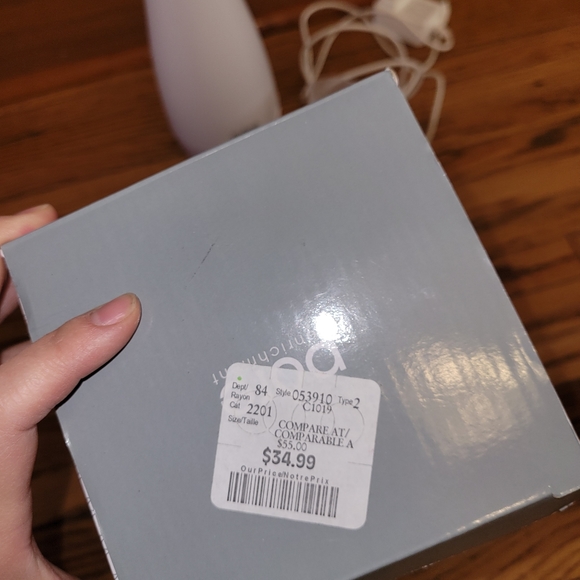 Dept/ 84 Style 053910 Type 2
Rayon C1019
Cat. 2201
Size/Taille
COMPARE AT/
COMPARABLE A
$55.00
$34.99
OurPrice/NotrePrix